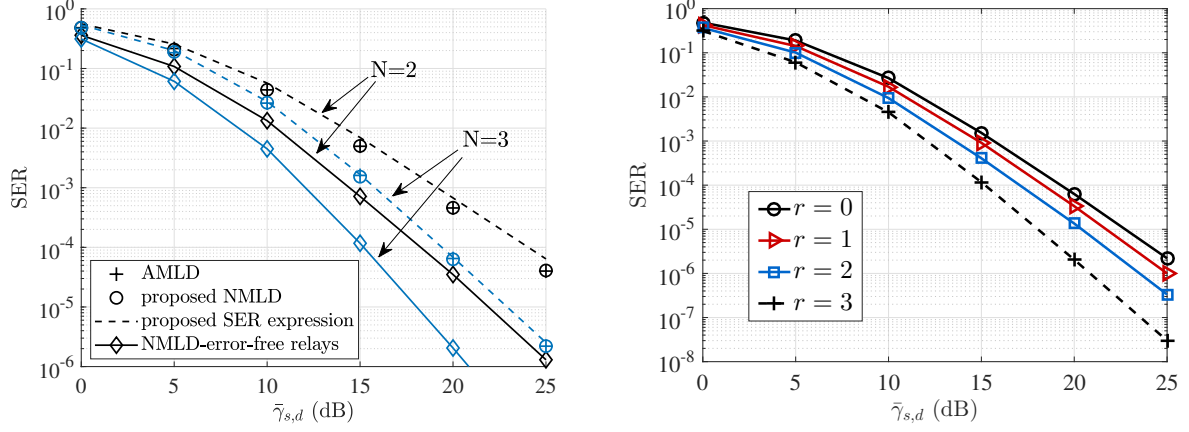 10^0
10^-1
10^-2
10^-3
10^-4
10^-5
10^-6
SER
N=2
N=3
AMLD
proposed NMLD
proposed SER expression
NMLD-error-free relays
0 5 10 15 20 25
γ̄_{s,d} (dB)
10^0
10^-1
10^-2
10^-3
10^-4
10^-5
10^-6
10^-7
10^-8
SER
r = 0
r = 1
r = 2
r = 3
0 5 10 15 20 25
γ̄_{s,d} (dB)